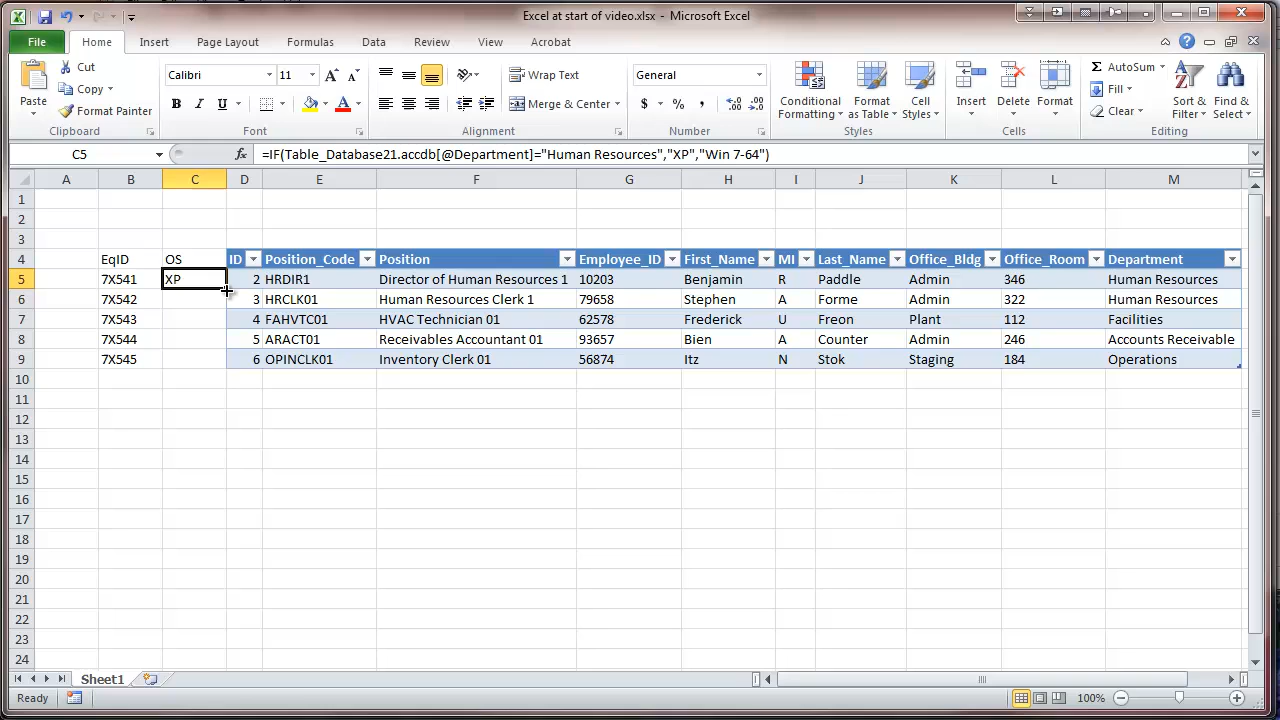 Excel at start of video.xlsx - Microsoft Excel
File Home Insert Page Layout Formulas Data Review View Acrobat
Paste
Cut
Copy
Format Painter
Clipboard
Calibri 11
B I U
Font
Wrap Text
Merge & Center
Alignment
General
$ % ,
Number
Conditional Formatting
Format as Table
Cell Styles
Styles
Insert Delete Format
Cells
Σ AutoSum
Fill
Clear
Sort & Filter
Find & Select
Editing
C5 fx =IF(Table_Database21.accdb[@Department]="Human Resources","XP","Win 7-64")
A B C D E F G H I J K L M
1
2
3
4 EqID OS ID Position_Code Position Employee_ID First_Name MI Last_Name Office_Bldg Office_Room Department
5 7X541 XP 2 HRDIR1 Director of Human Resources 1 10203 Benjamin R Paddle Admin 346 Human Resources
6 7X542 3 HRCLK01 Human Resources Clerk 1 79658 Stephen A Forme Admin 322 Human Resources
7 7X543 4 FAHVTC01 HVAC Technician 01 62578 Frederick U Freon Plant 112 Facilities
8 7X544 5 ARACT01 Receivables Accountant 01 93657 Bien A Counter Admin 246 Accounts Receivable
9 7X545 6 OPINCLK01 Inventory Clerk 01 56874 Itz N Stok Staging 184 Operations
10
11
12
13
14
15
16
17
18
19
20
21
22
23
24
Sheet1
Ready 100%